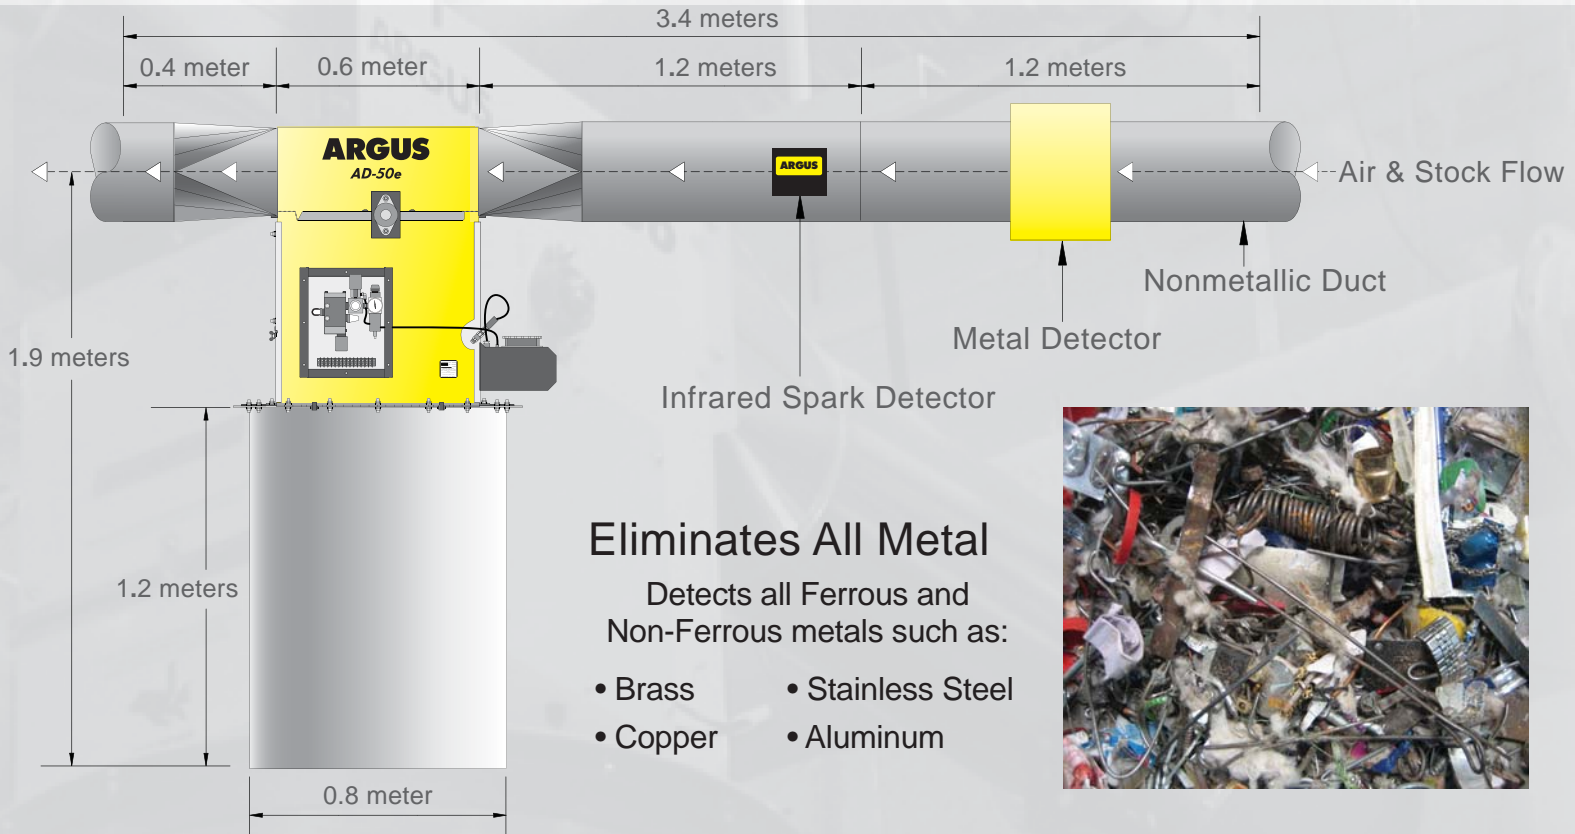 3.4 meters
0.4 meter
0.6 meter
1.2 meters
1.2 meters
ARGUS
AD-50e
ARGUS
Air & Stock Flow
Nonmetallic Duct
Metal Detector
Infrared Spark Detector
1.9 meters
1.2 meters
0.8 meter
Eliminates All Metal
Detects all Ferrous and
Non-Ferrous metals such as:
• Brass
• Stainless Steel
• Copper
• Aluminum